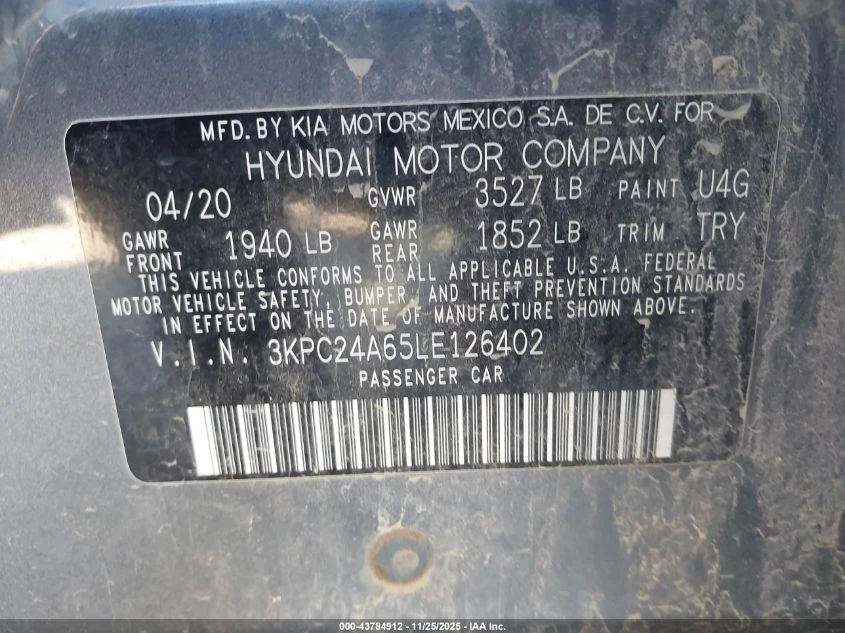 MFD. BY KIA MOTORS MEXICO S.A. DE C.V. FOR
HYUNDAI MOTOR COMPANY
04/20 GVWR 3527 LB PAINT U4G
GAWR FRONT 1940 LB GAWR REAR 1852 LB TRIM TRY
THIS VEHICLE CONFORMS TO ALL APPLICABLE U.S.A. FEDERAL
MOTOR VEHICLE SAFETY, BUMPER, AND THEFT PREVENTION STANDARDS
IN EFFECT ON THE DATE OF MANUFACTURE SHOWN ABOVE.
V.I.N. 3KPC24A65LE126402
PASSENGER CAR
000-43784912 - 11/25/2025 - IAA Inc.